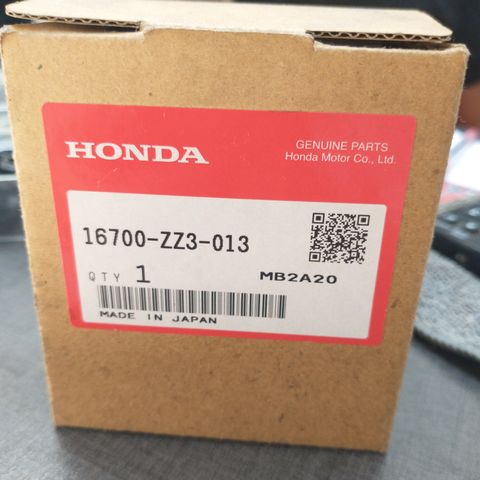 HONDA
GENUINE PARTS
Honda Motor Co., Ltd.
16700-ZZ3-013
QTY 1
MB2A20
MADE IN JAPAN